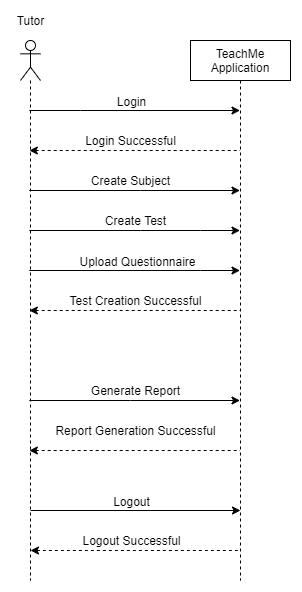 Tutor
TeachMe
Application
Login
Login Successful
Create Subject
Create Test
Upload Questionnaire
Test Creation Successful
Generate Report
Report Generation Successful
Logout
Logout Successful